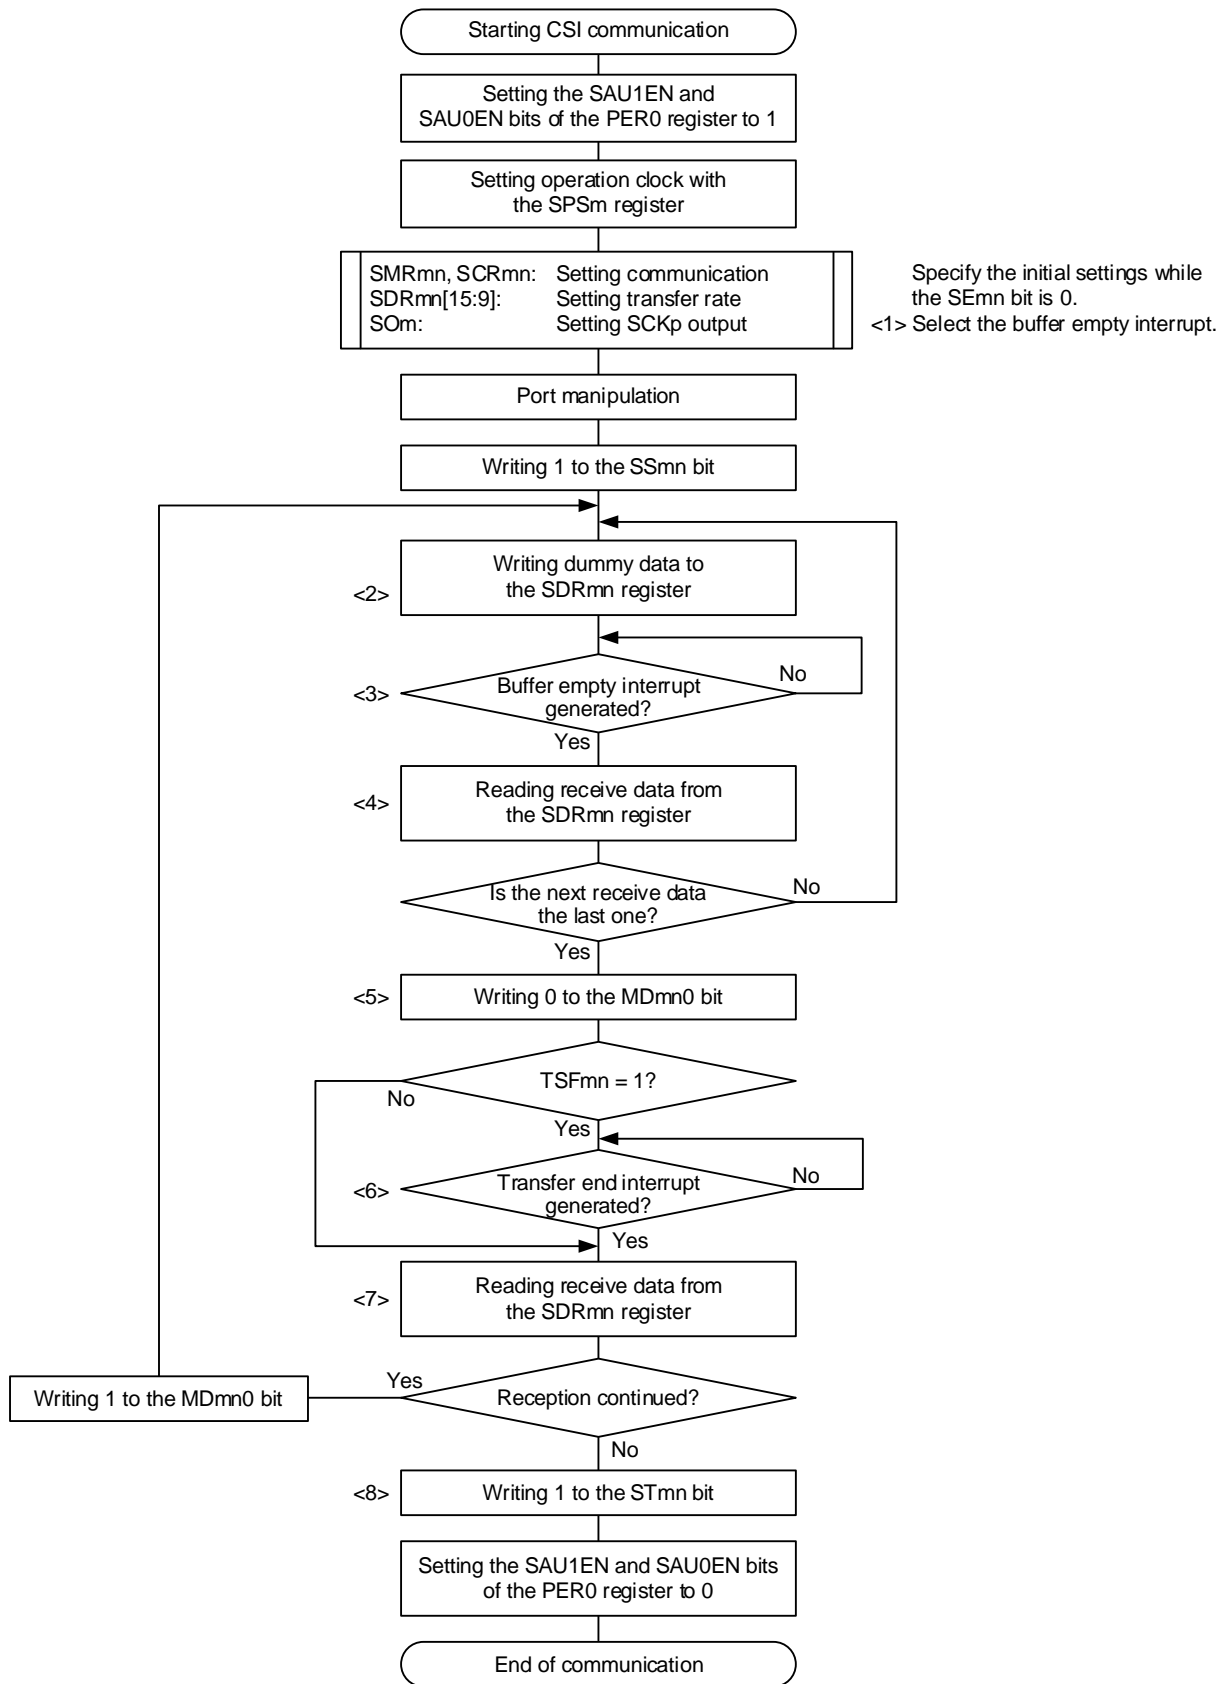 Starting CSI communication
Setting the SAU1EN and
SAU0EN bits of the PER0 register to 1
Setting operation clock with
the SPSm register
SMRmn, SCRmn: Setting communication
SDRmn[15:9]: Setting transfer rate
SOm: Setting SCKp output
Specify the initial settings while
the SEmn bit is 0.
<1> Select the buffer empty interrupt.
Port manipulation
Writing 1 to the SSmn bit
Writing dummy data to
the SDRmn register
<2>
No
Buffer empty interrupt
generated?
<3>
Yes
Reading receive data from
the SDRmn register
<4>
No
Is the next receive data
the last one?
Yes
<5> Writing 0 to the MDmn0 bit
TSFmn = 1?
No
Yes
No
Transfer end interrupt
generated?
<6>
Yes
Reading receive data from
the SDRmn register
<7>
Yes
Writing 1 to the MDmn0 bit
Reception continued?
No
<8> Writing 1 to the STmn bit
Setting the SAU1EN and SAU0EN bits
of the PER0 register to 0
End of communication